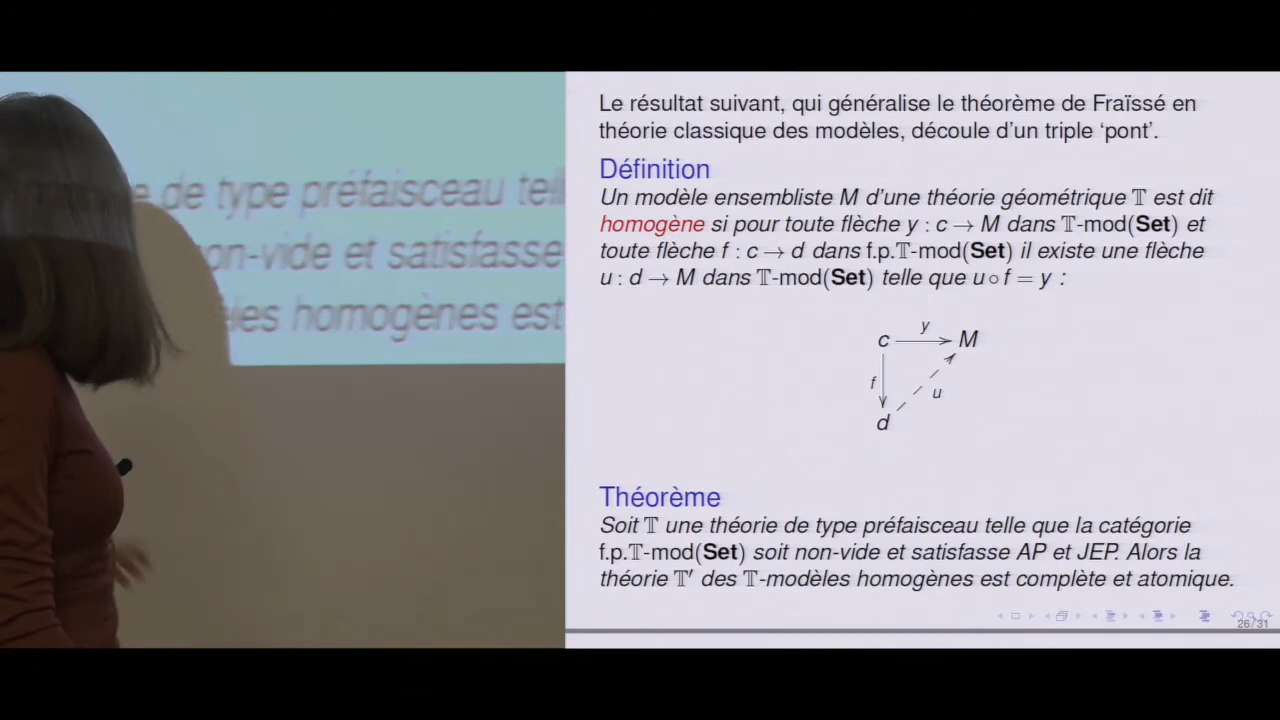 de type préfaisceau tel
non-vide et satisfasse
homogènes est
Le résultat suivant, qui généralise le théorème de Fraïssé en
théorie classique des modèles, découle d'un triple ‘pont’.
Définition
Un modèle ensembliste M d'une théorie géométrique 𝕋 est dit
homogène si pour toute flèche y : c → M dans 𝕋-mod(Set) et
toute flèche f : c → d dans f.p.𝕋-mod(Set) il existe une flèche
u : d → M dans 𝕋-mod(Set) telle que u ∘ f = y :
y
c M
f
u
d
Théorème
Soit 𝕋 une théorie de type préfaisceau telle que la catégorie
f.p.𝕋-mod(Set) soit non-vide et satisfasse AP et JEP. Alors la
théorie 𝕋′ des 𝕋-modèles homogènes est complète et atomique.
26/31